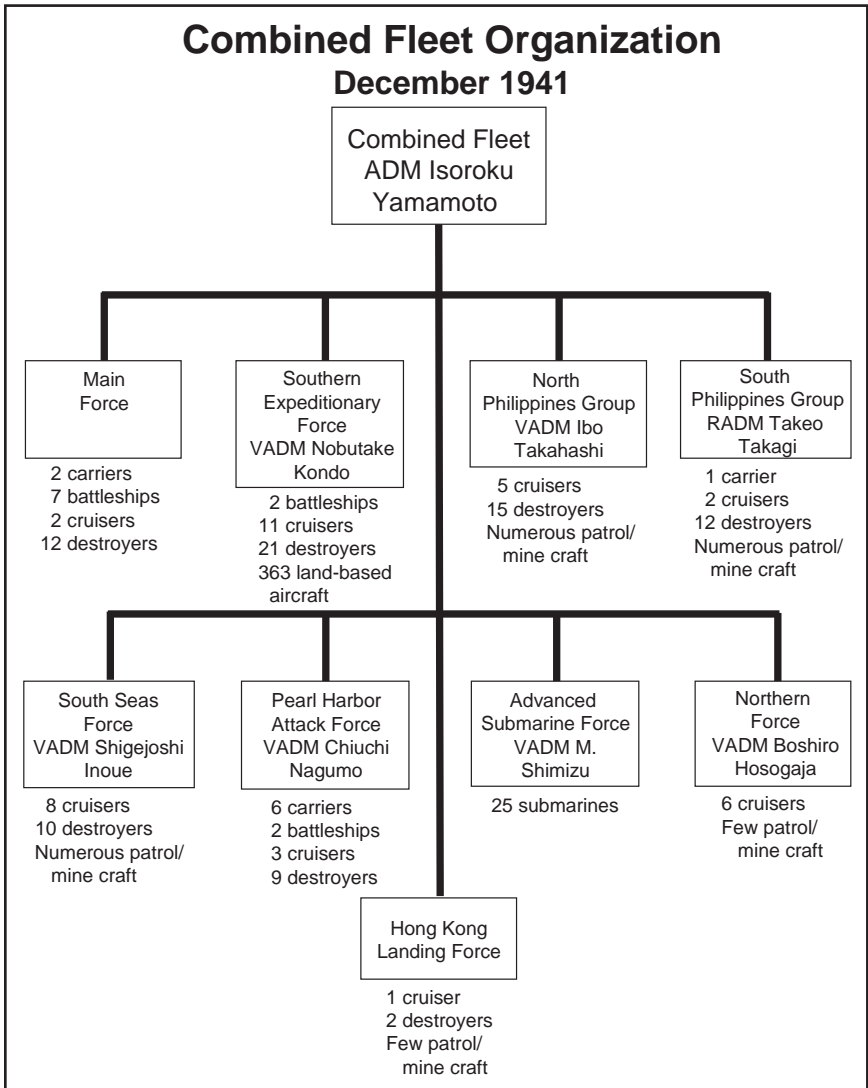 Combined Fleet Organization
December 1941
Combined Fleet
ADM Isoroku
Yamamoto
Main
Force
2 carriers
7 battleships
2 cruisers
12 destroyers
Southern
Expeditionary
Force
VADM Nobutake
Kondo
2 battleships
11 cruisers
21 destroyers
363 land-based
aircraft
North
Philippines Group
VADM Ibo
Takahashi
5 cruisers
15 destroyers
Numerous patrol/
mine craft
South
Philippines Group
RADM Takeo
Takagi
1 carrier
2 cruisers
12 destroyers
Numerous patrol/
mine craft
South Seas
Force
VADM Shigejoshi
Inoue
8 cruisers
10 destroyers
Numerous patrol/
mine craft
Pearl Harbor
Attack Force
VADM Chiuchi
Nagumo
6 carriers
2 battleships
3 cruisers
9 destroyers
Advanced
Submarine Force
VADM M.
Shimizu
25 submarines
Northern
Force
VADM Boshiro
Hosogaja
6 cruisers
Few patrol/
mine craft
Hong Kong
Landing Force
1 cruiser
2 destroyers
Few patrol/
mine craft